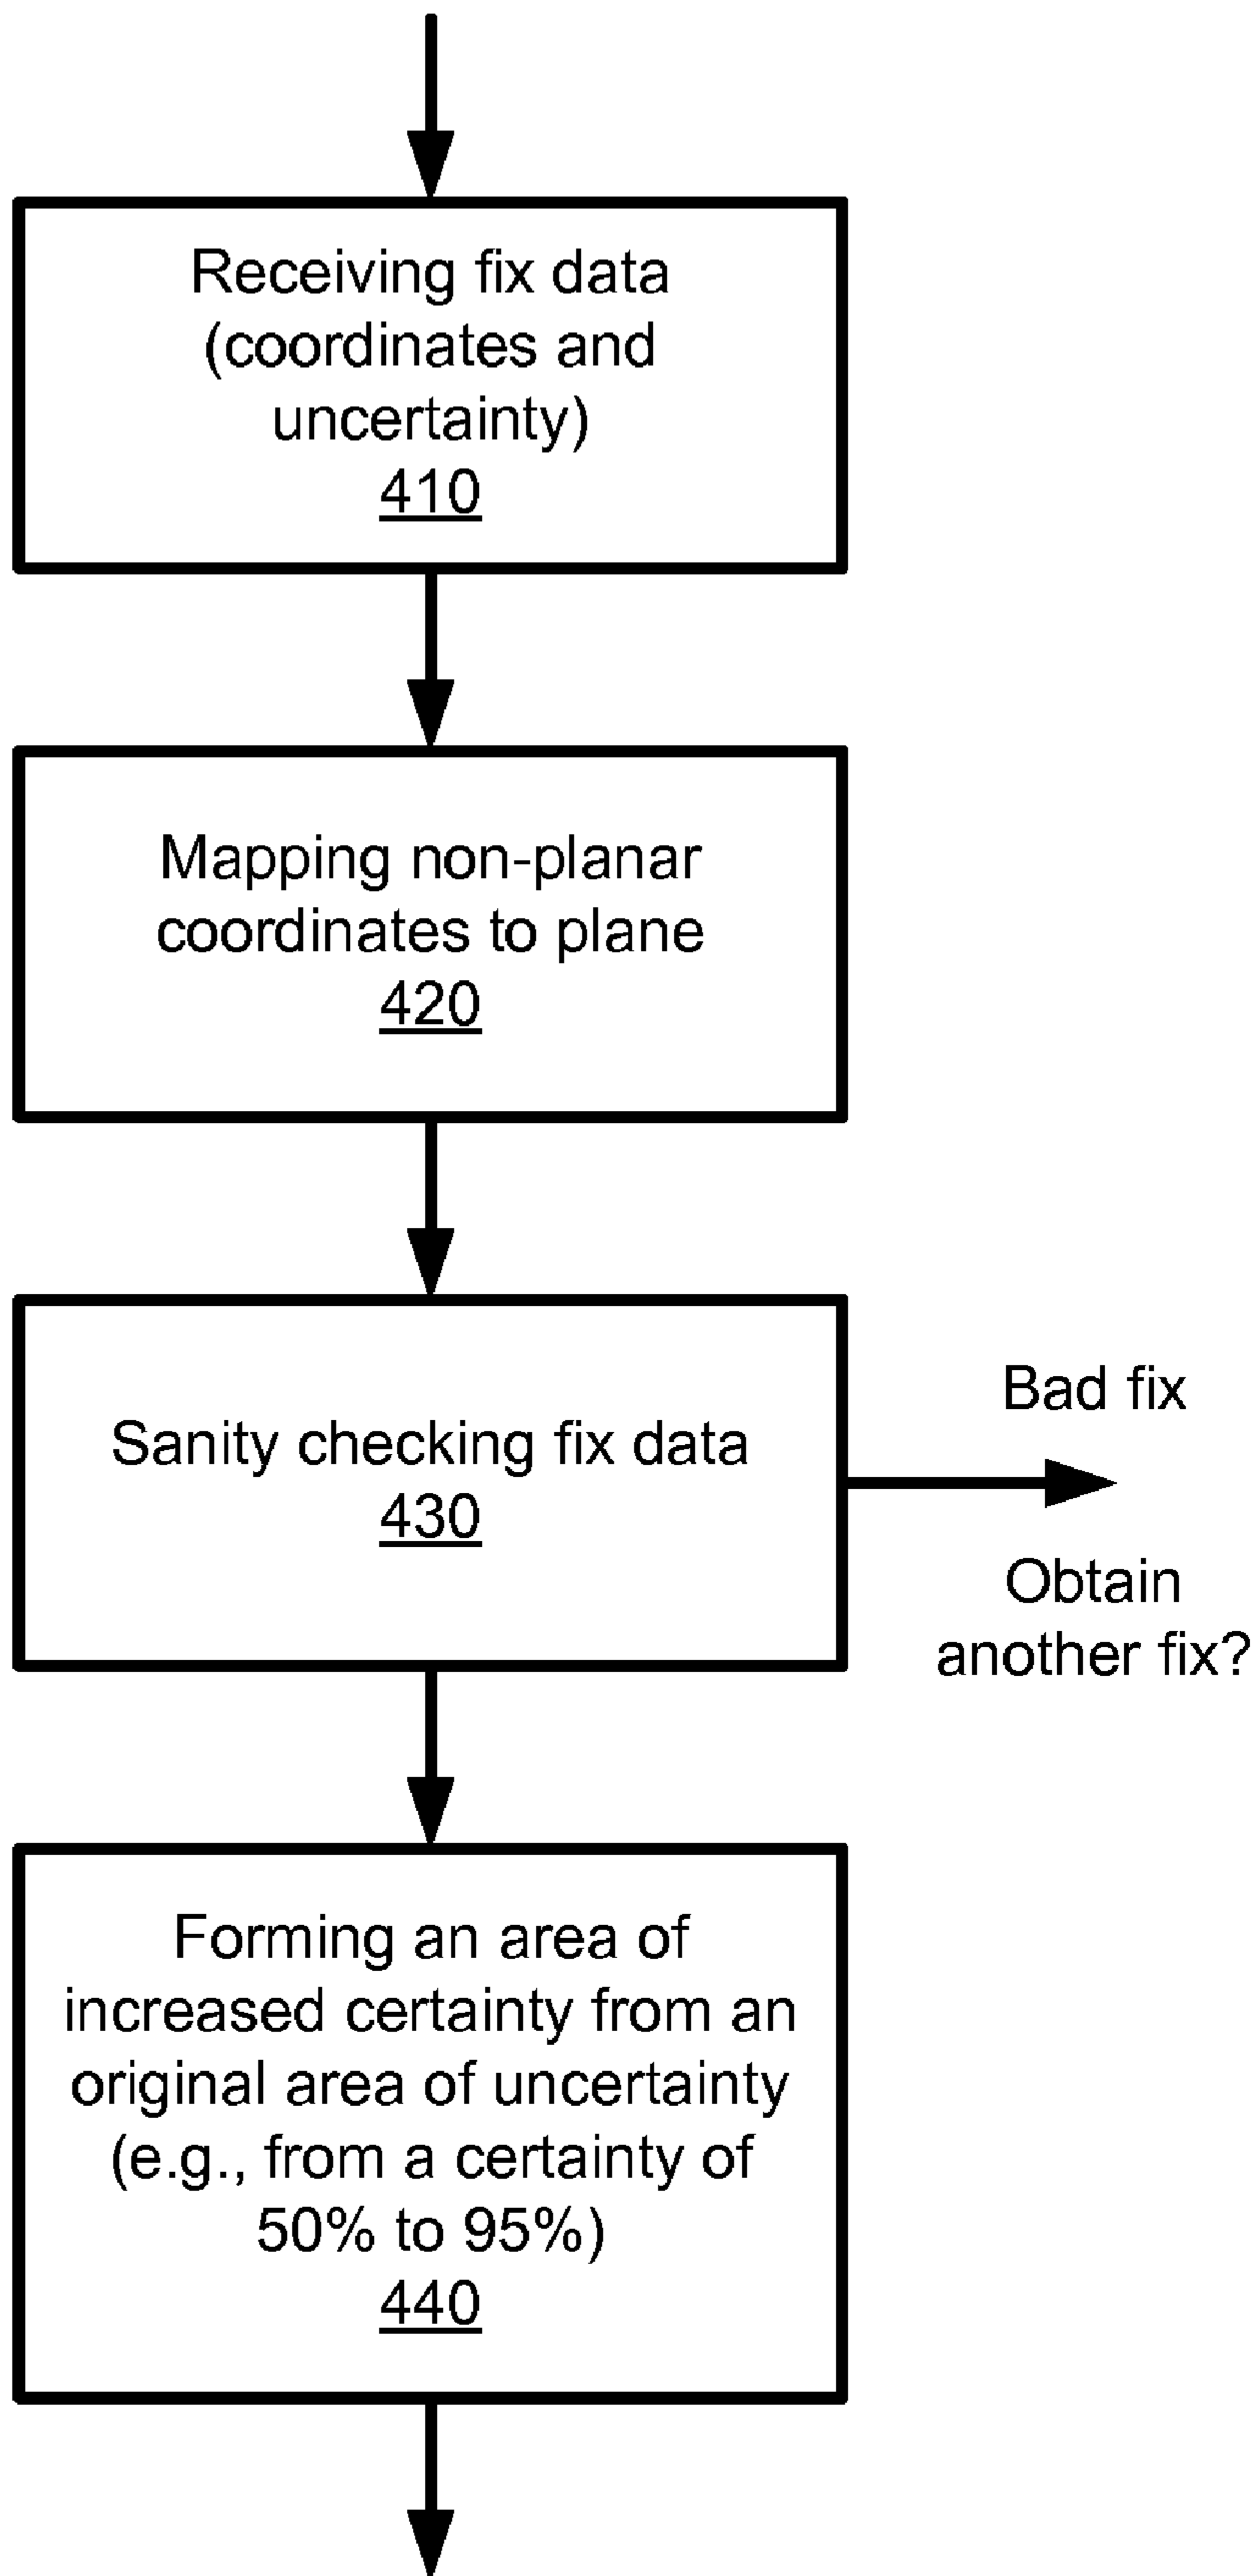 Receiving fix data
(coordinates and
uncertainty)
410
Mapping non-planar
coordinates to plane
420
Sanity checking fix data
430
Bad fix
Obtain
another fix?
Forming an area of
increased certainty from an
original area of uncertainty
(e.g., from a certainty of
50% to 95%)
440